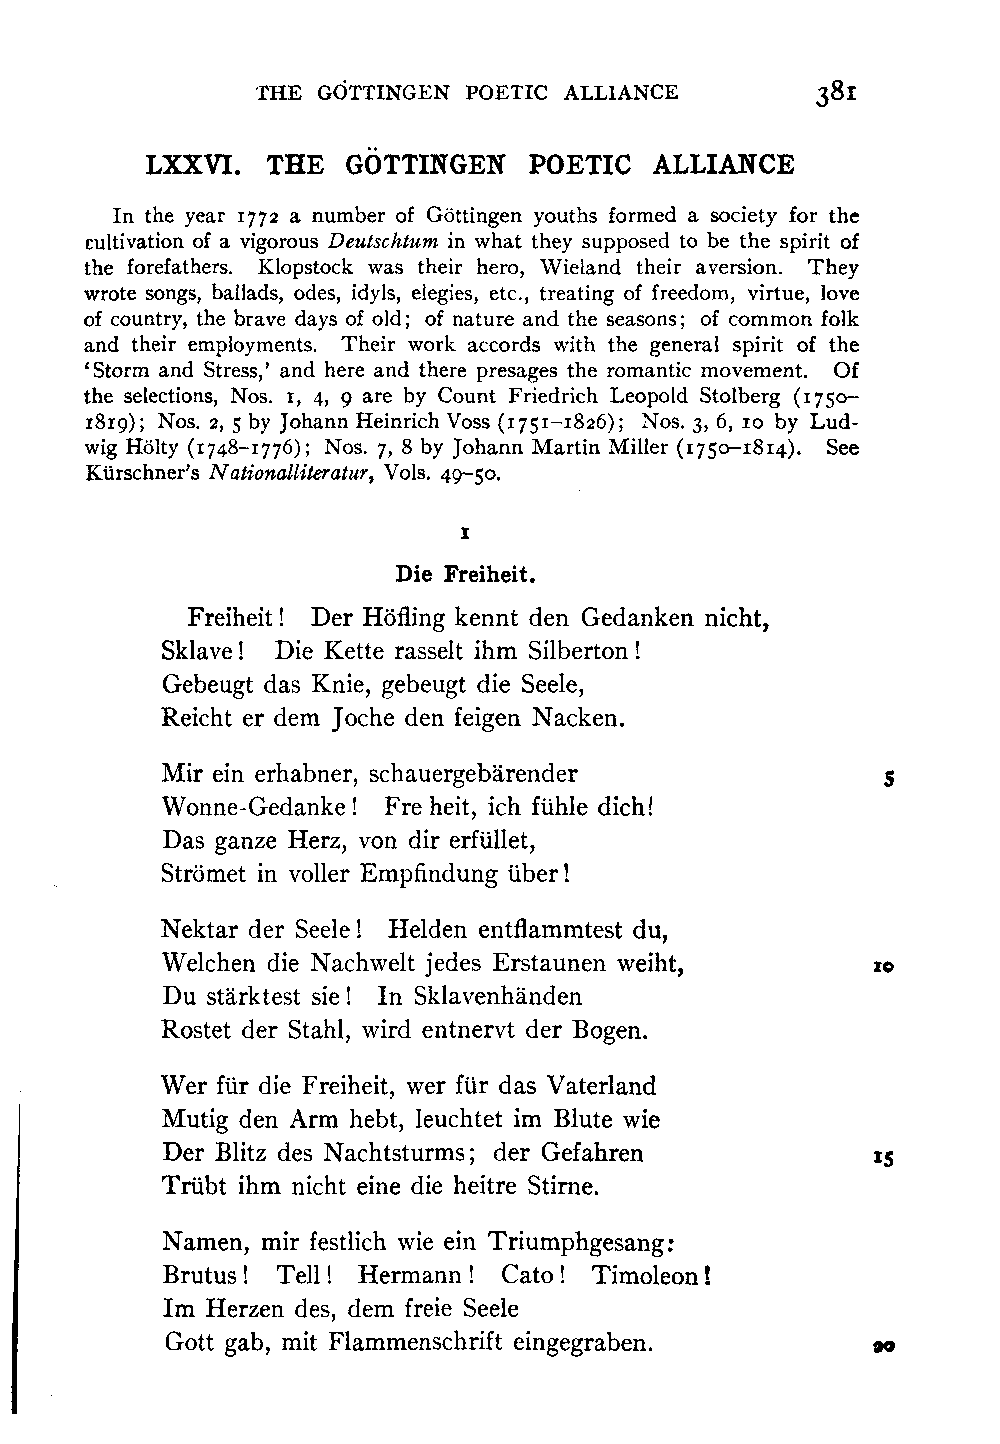 THE GÖTTINGEN POETIC ALLIANCE 381
LXXVI. THE GÖTTINGEN POETIC ALLIANCE
In the year 1772 a number of Göttingen youths formed a society for the
cultivation of a vigorous Deutschtum in what they supposed to be the spirit of
the forefathers. Klopstock was their hero, Wieland their aversion. They
wrote songs, ballads, odes, idyls, elegies, etc., treating of freedom, virtue, love
of country, the brave days of old; of nature and the seasons; of common folk
and their employments. Their work accords with the general spirit of the
‘Storm and Stress,’ and here and there presages the romantic movement. Of
the selections, Nos. 1, 4, 9 are by Count Friedrich Leopold Stolberg (1750–
1819); Nos. 2, 5 by Johann Heinrich Voss (1751–1826); Nos. 3, 6, 10 by Lud-
wig Hölty (1748–1776); Nos. 7, 8 by Johann Martin Miller (1750–1814). See
Kürschner's Nationalliteratur, Vols. 49–50.
1
Die Freiheit.
Freiheit! Der Höfling kennt den Gedanken nicht,
Sklave! Die Kette rasselt ihm Silberton!
Gebeugt das Knie, gebeugt die Seele,
Reicht er dem Joche den feigen Nacken.
Mir ein erhabner, schauergebärender 5
Wonne-Gedanke! Fre heit, ich fühle dich!
Das ganze Herz, von dir erfüllet,
Strömet in voller Empfindung über!
Nektar der Seele! Helden entflammtest du,
Welchen die Nachwelt jedes Erstaunen weiht, 10
Du stärktest sie! In Sklavenhänden
Rostet der Stahl, wird entnervt der Bogen.
Wer für die Freiheit, wer für das Vaterland
Mutig den Arm hebt, leuchtet im Blute wie
Der Blitz des Nachtsturms; der Gefahren 15
Trübt ihm nicht eine die heitre Stirne.
Namen, mir festlich wie ein Triumphgesang:
Brutus! Tell! Hermann! Cato! Timoleon!
Im Herzen des, dem freie Seele
Gott gab, mit Flammenschrift eingegraben. 20